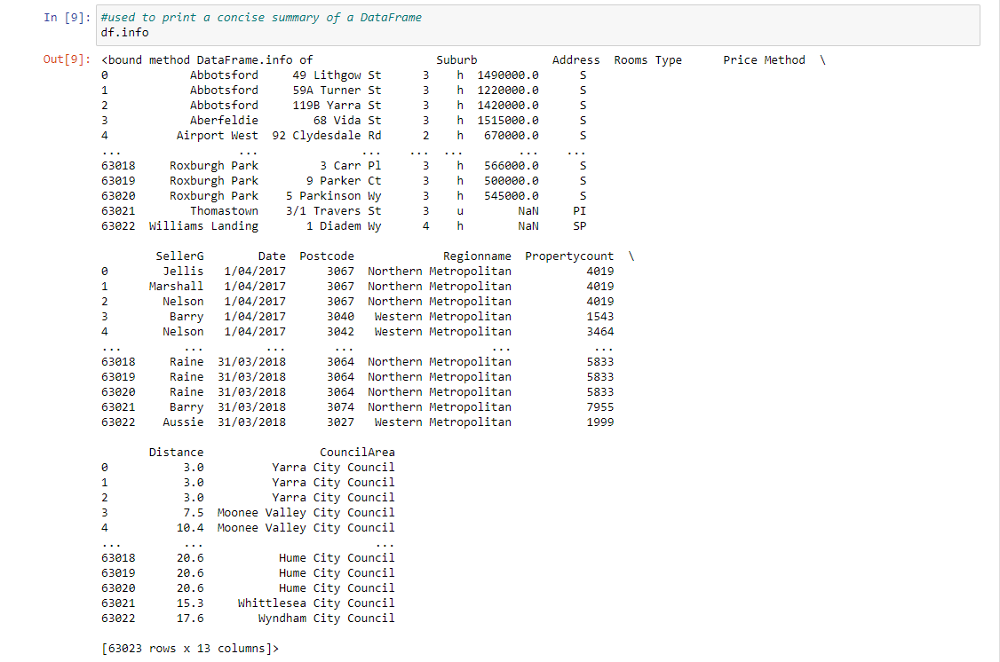 In [9]: #used to print a concise summary of a DataFrame
df.info
Out[9]: <bound method DataFrame.info of                  Suburb           Address  Rooms Type      Price Method  \
0            Abbotsford     49 Lithgow St      3    h  1490000.0      S
1            Abbotsford     59A Turner St      3    h  1220000.0      S
2            Abbotsford     119B Yarra St      3    h  1420000.0      S
3            Aberfeldie        68 Vida St      3    h  1515000.0      S
4          Airport West  92 Clydesdale Rd      2    h   670000.0      S
...                 ...               ...    ...  ...        ...    ...
63018     Roxburgh Park         3 Carr Pl      3    h   566000.0      S
63019     Roxburgh Park       9 Parker Ct      3    h   500000.0      S
63020     Roxburgh Park    5 Parkinson Wy      3    h   545000.0      S
63021        Thomastown    3/1 Travers St      3    u        NaN     PI
63022  Williams Landing       1 Diadem Wy      4    h        NaN     SP
SellerG        Date  Postcode             Regionname  Propertycount  \
0        Jellis   1/04/2017      3067  Northern Metropolitan           4019
1      Marshall   1/04/2017      3067  Northern Metropolitan           4019
2        Nelson   1/04/2017      3067  Northern Metropolitan           4019
3         Barry   1/04/2017      3040   Western Metropolitan           1543
4        Nelson   1/04/2017      3042   Western Metropolitan           3464
...         ...         ...       ...                    ...            ...
63018     Raine  31/03/2018      3064  Northern Metropolitan           5833
63019     Raine  31/03/2018      3064  Northern Metropolitan           5833
63020     Raine  31/03/2018      3064  Northern Metropolitan           5833
63021     Barry  31/03/2018      3074  Northern Metropolitan           7955
63022    Aussie  31/03/2018      3027   Western Metropolitan           1999
Distance                 CouncilArea
0           3.0          Yarra City Council
1           3.0          Yarra City Council
2           3.0          Yarra City Council
3           7.5  Moonee Valley City Council
4          10.4  Moonee Valley City Council
...         ...                         ...
63018      20.6           Hume City Council
63019      20.6           Hume City Council
63020      20.6           Hume City Council
63021      15.3     Whittlesea City Council
63022      17.6        Wyndham City Council
[63023 rows x 13 columns]>